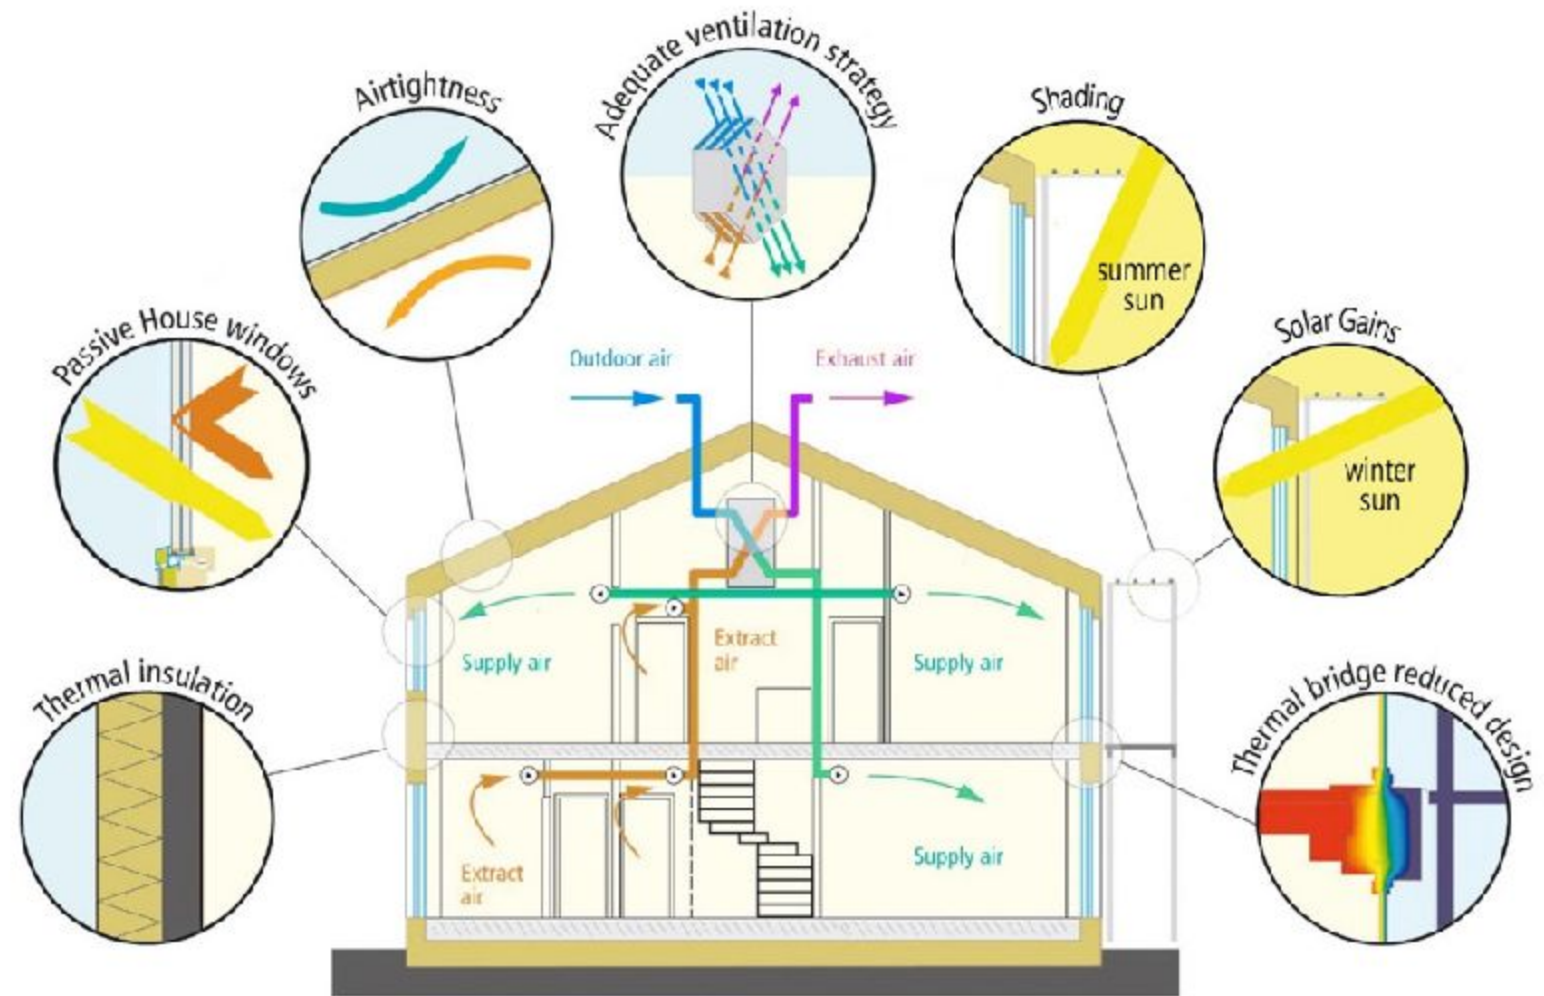 Adequate ventilation strategy
Airtightness
Shading
summer
sun
Passive House windows
Solar Gains
winter
sun
Outdoor air
Exhaust air
Supply air
Extract
air
Supply air
Thermal insulation
Thermal bridge reduced design
Extract
air
Supply air